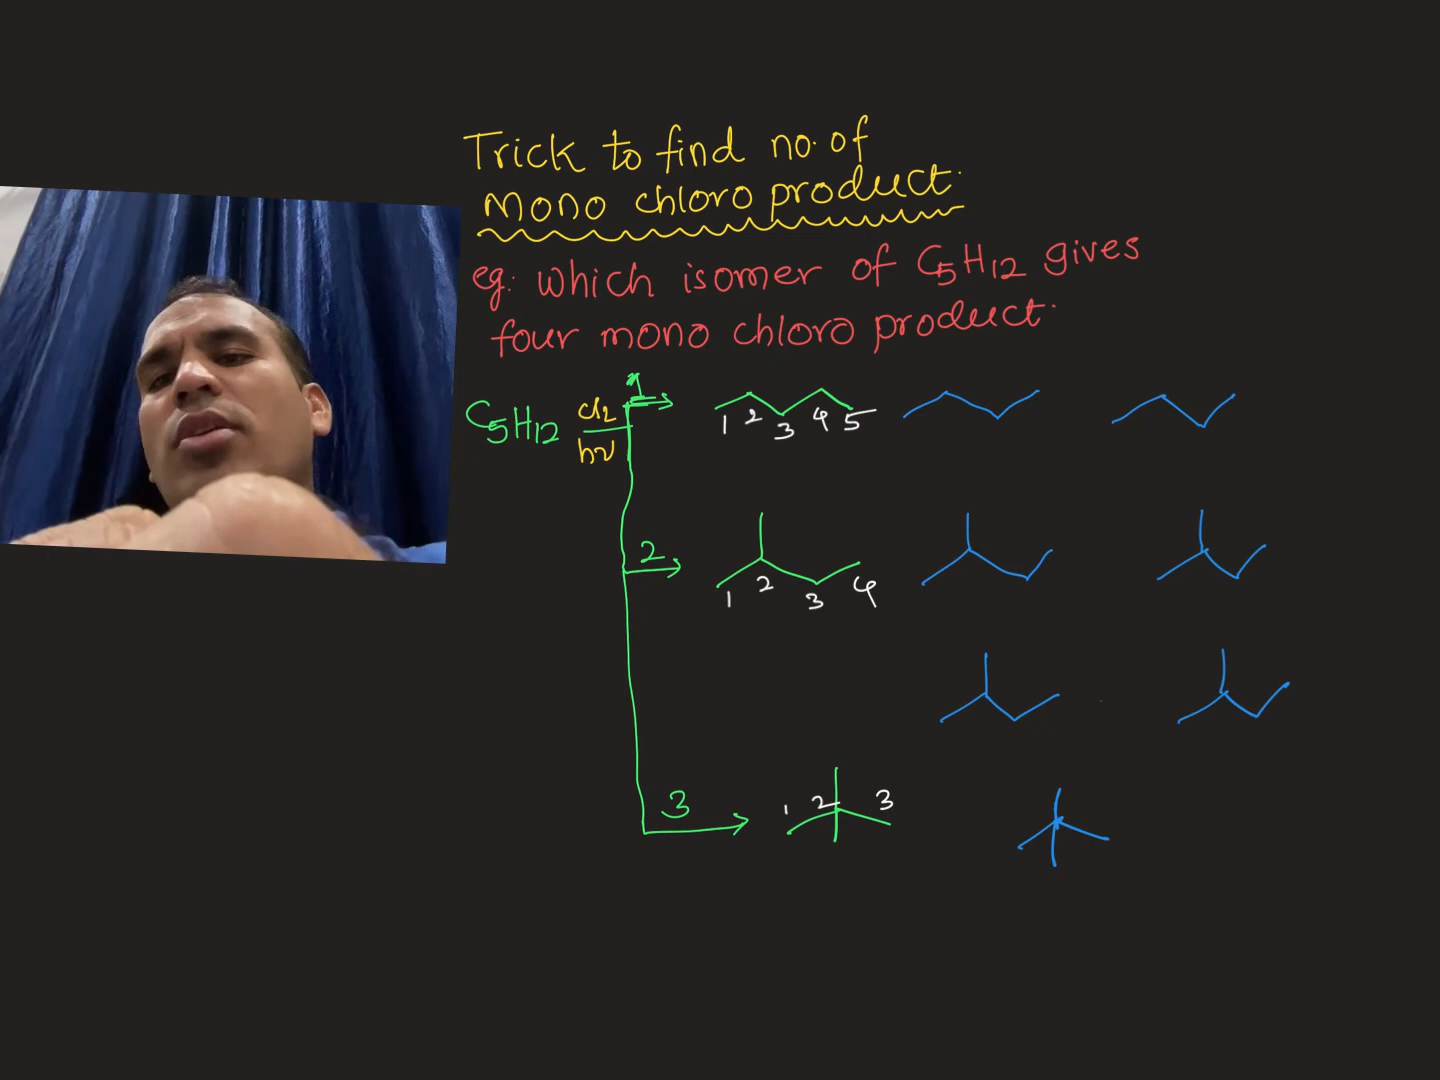 Trick to find no. of
mono chloro product.
eg: which isomer of C5H12 gives
four mono chloro product.
1
C5H12 cl2
hν
1 2 3 4 5
2
1 2 3 4
3
1 2 3